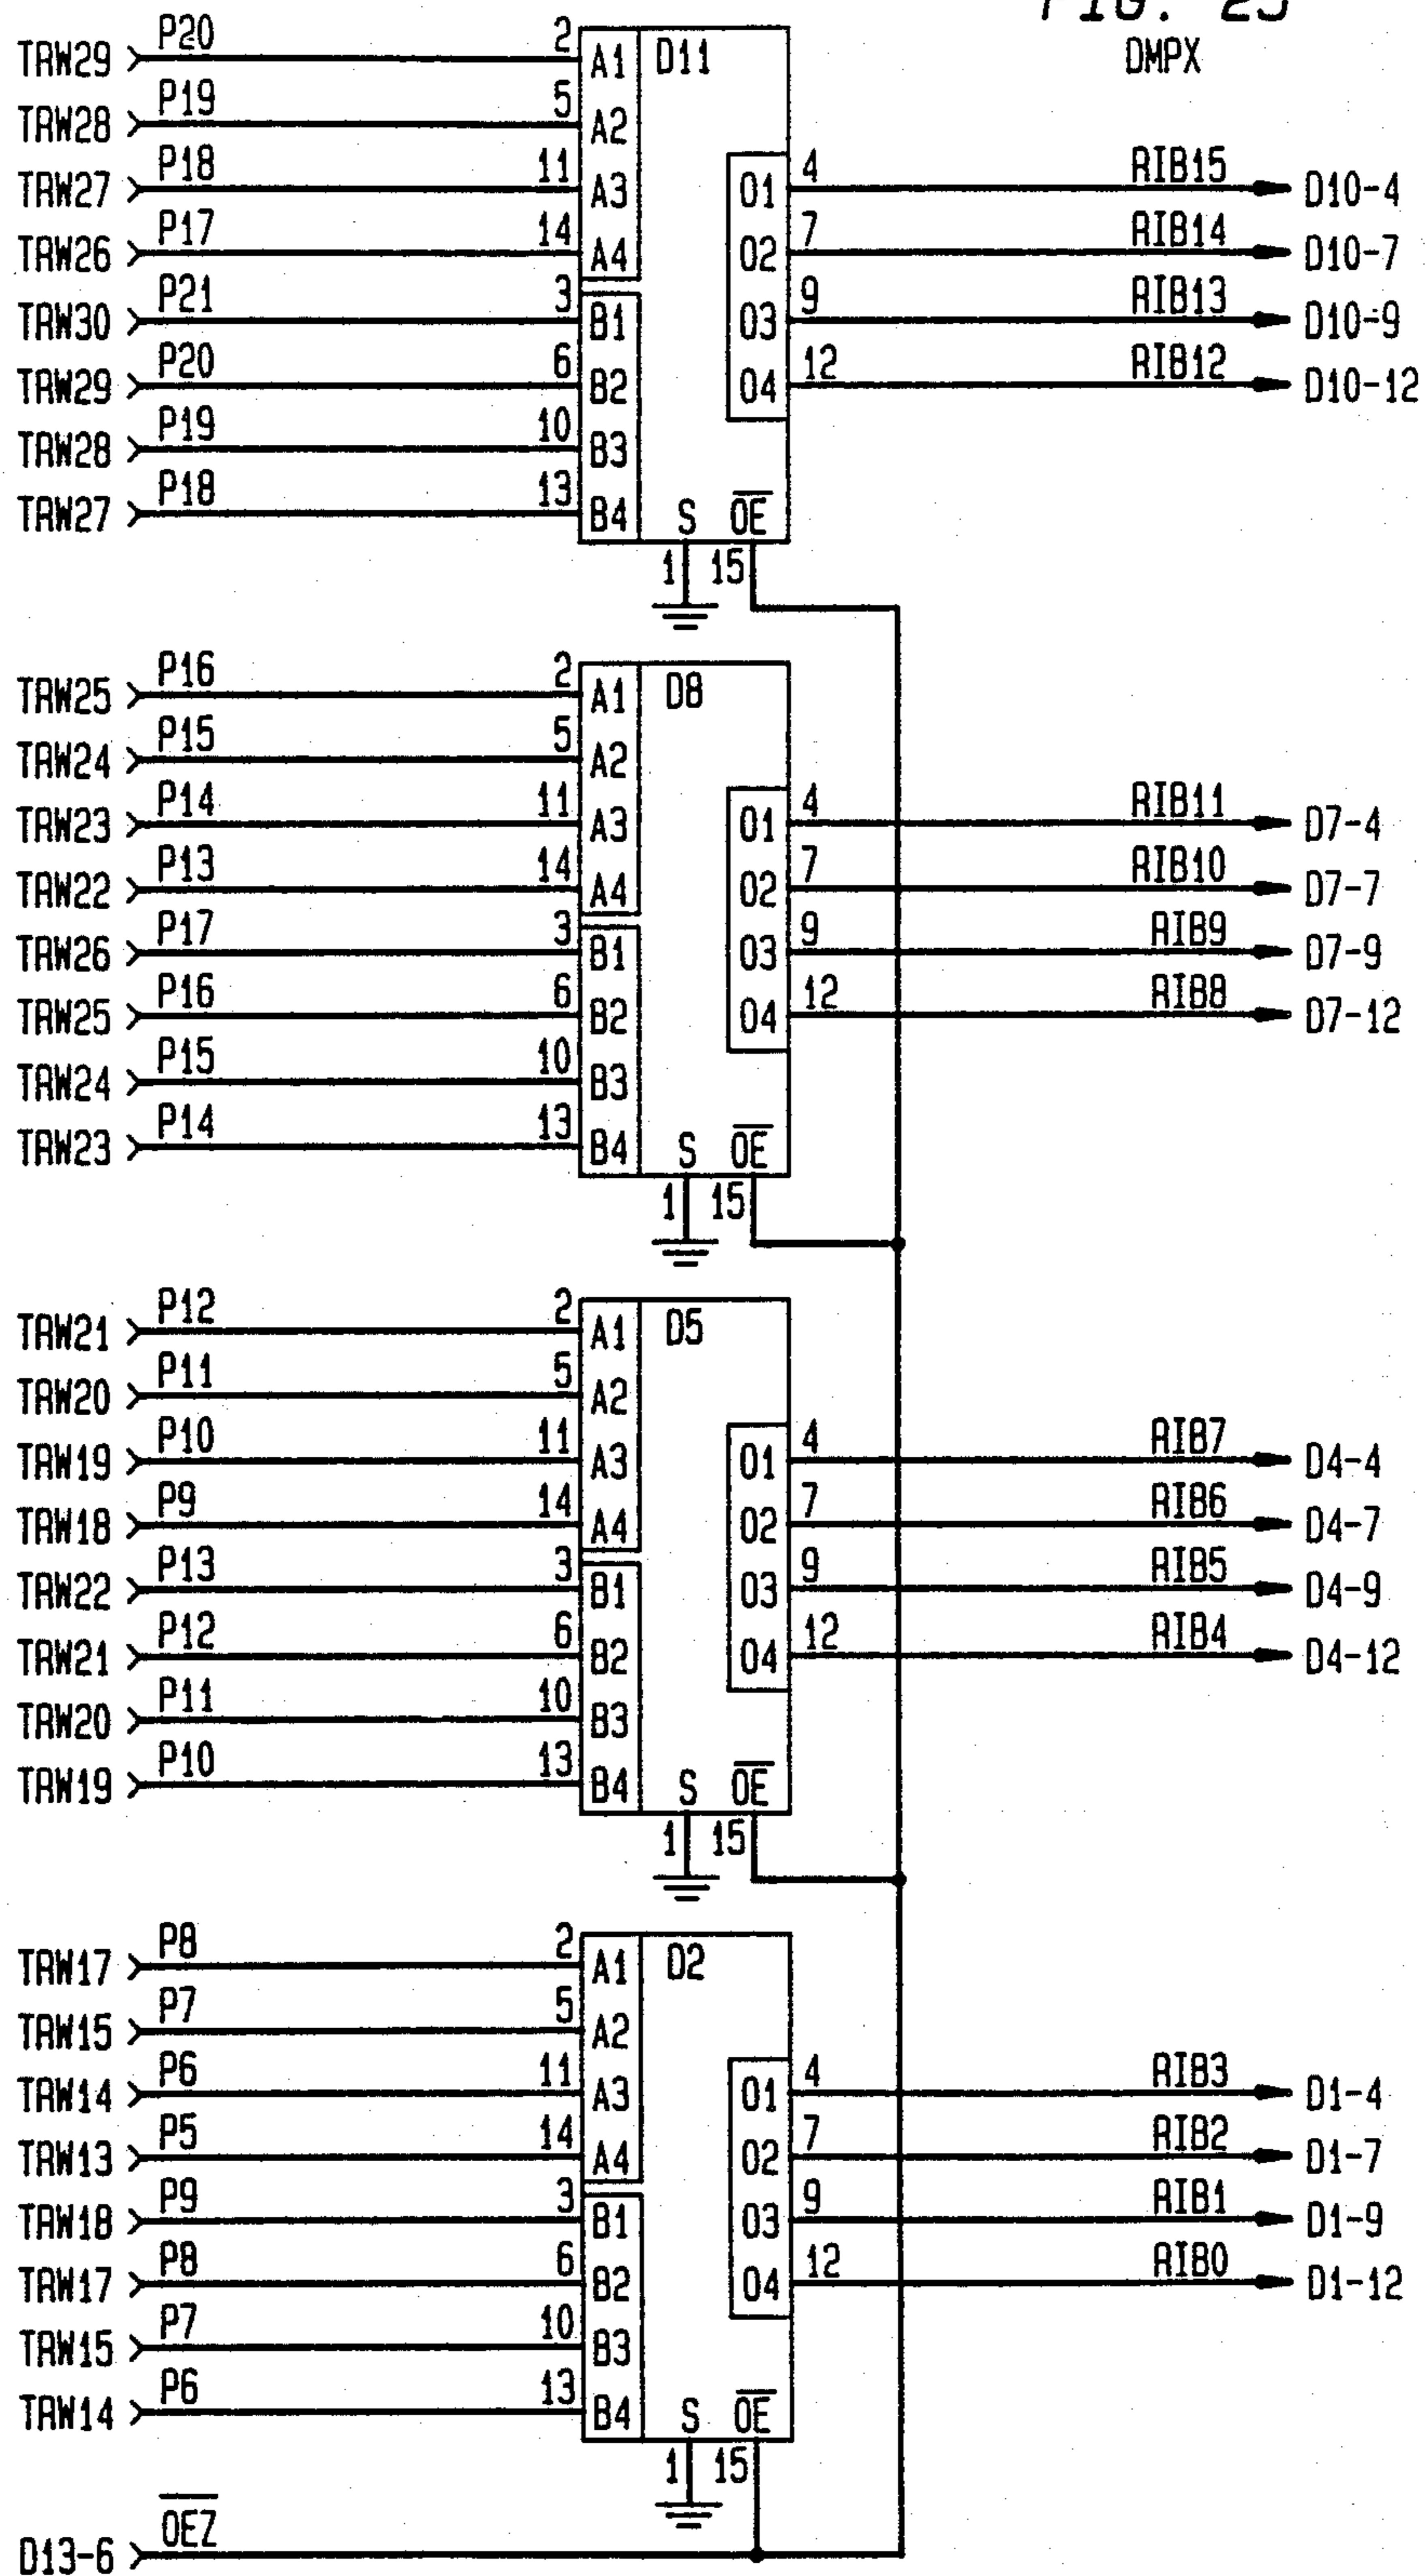 FIG. 23
DMPX
TRW29 P20 2 A1 D11
TRW28 P19 5 A2
TRW27 P18 11 A3 O1 4 RIB15 D10-4
TRW26 P17 14 A4 O2 7 RIB14 D10-7
TRW30 P21 3 B1 O3 9 RIB13 D10-9
TRW29 P20 6 B2 O4 12 RIB12 D10-12
TRW28 P19 10 B3
TRW27 P18 13 B4 S OE
1 15
TRW25 P16 2 A1 D8
TRW24 P15 5 A2
TRW23 P14 11 A3 O1 4 RIB11 D7-4
TRW22 P13 14 A4 O2 7 RIB10 D7-7
TRW26 P17 3 B1 O3 9 RIB9 D7-9
TRW25 P16 6 B2 O4 12 RIB8 D7-12
TRW24 P15 10 B3
TRW23 P14 13 B4 S OE
1 15
TRW21 P12 2 A1 D5
TRW20 P11 5 A2
TRW19 P10 11 A3 O1 4 RIB7 D4-4
TRW18 P9 14 A4 O2 7 RIB6 D4-7
TRW22 P13 3 B1 O3 9 RIB5 D4-9
TRW21 P12 6 B2 O4 12 RIB4 D4-12
TRW20 P11 10 B3
TRW19 P10 13 B4 S OE
1 15
TRW17 P8 2 A1 D2
TRW15 P7 5 A2
TRW14 P6 11 A3 O1 4 RIB3 D1-4
TRW13 P5 14 A4 O2 7 RIB2 D1-7
TRW18 P9 3 B1 O3 9 RIB1 D1-9
TRW17 P8 6 B2 O4 12 RIB0 D1-12
TRW15 P7 10 B3
TRW14 P6 13 B4 S OE
1 15
D13-6 OEZ